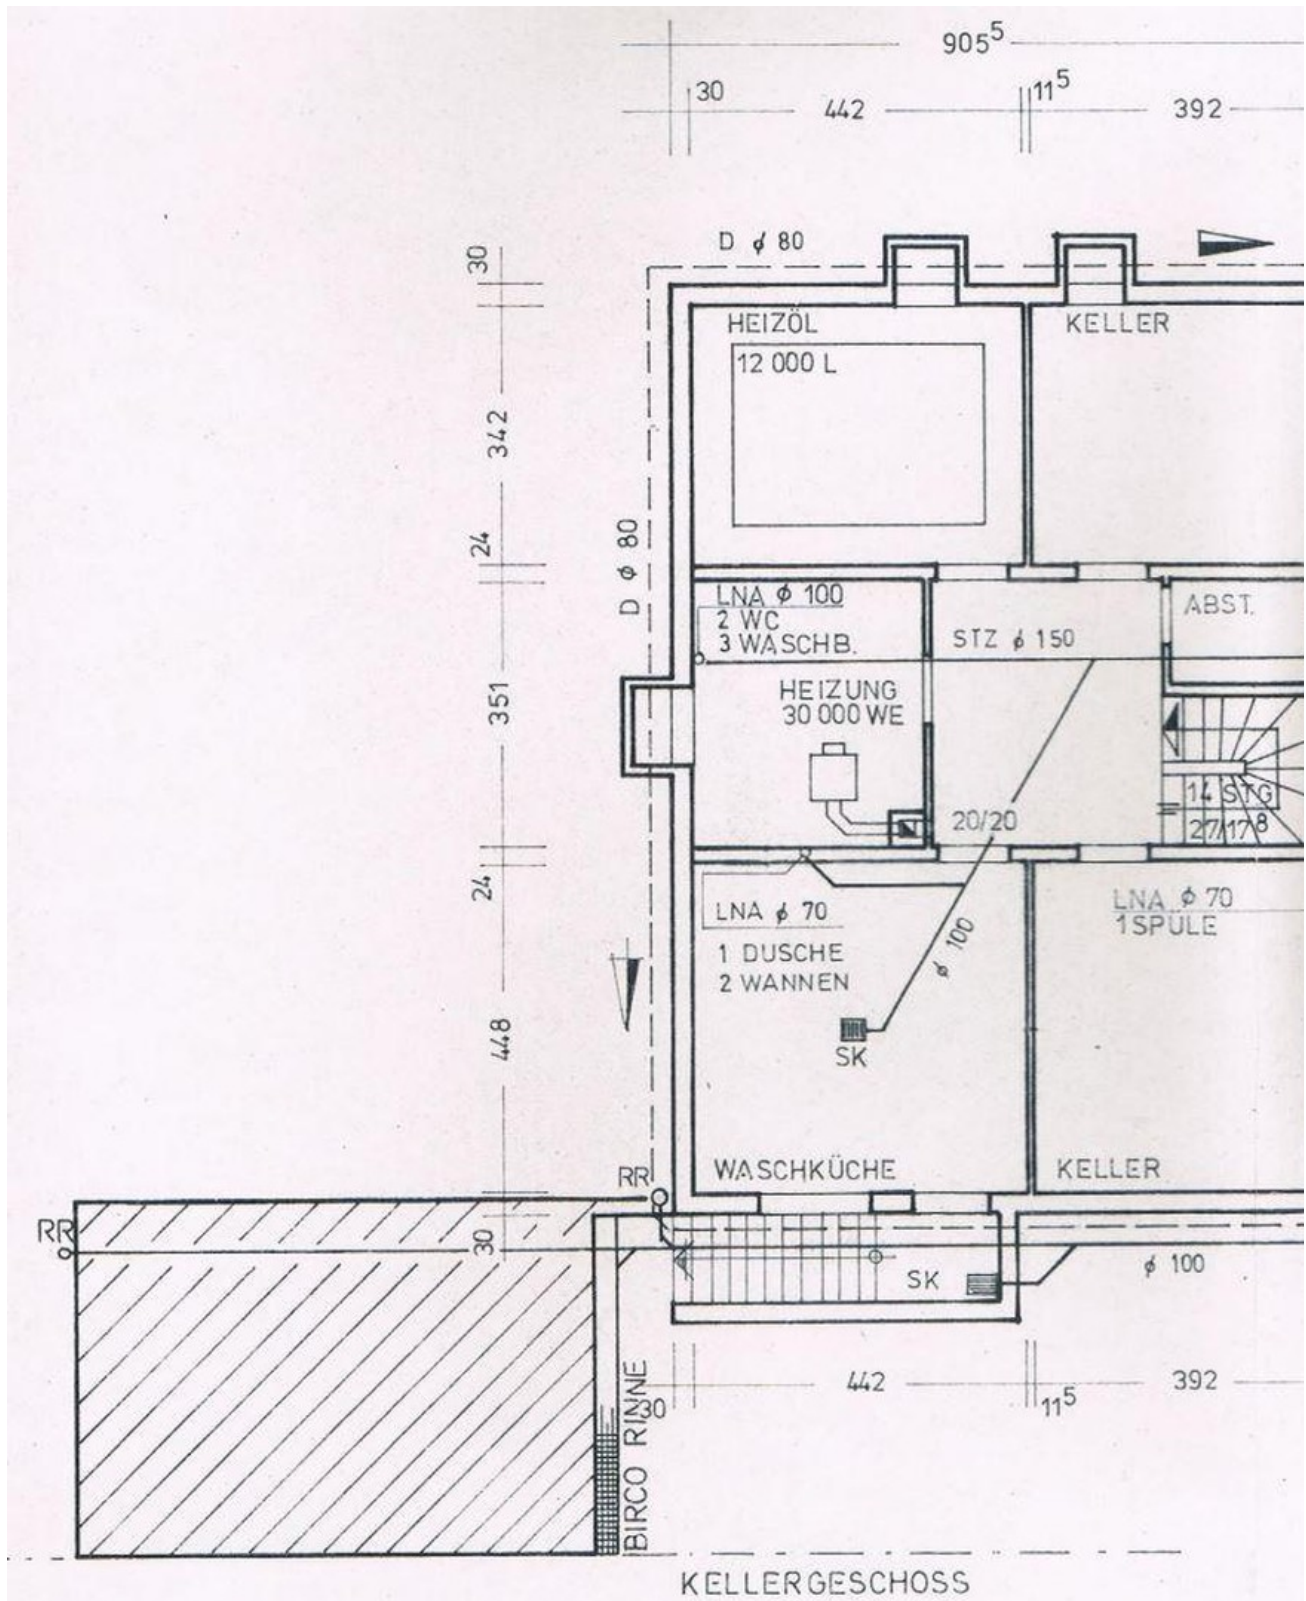 905⁵
30
11⁵
442
392
D ⌀ 80
30
HEIZÖL
KELLER
12 000 L
342
24
D ⌀ 80
LNA ⌀ 100
2 WC
3 WASCHB.
ABST.
STZ ⌀ 150
HEIZUNG
30 000 WE
351
14 STG
27/17⁸
20/20
24
LNA ⌀ 70
1 DUSCHE
2 WANNEN
LNA ⌀ 70
1 SPÜLE
⌀ 100
448
SK
WASCHKÜCHE
KELLER
RR
RR
30
SK
⌀ 100
BIRCO RINNE
30
442
11⁵
392
KELLERGESCHOSS